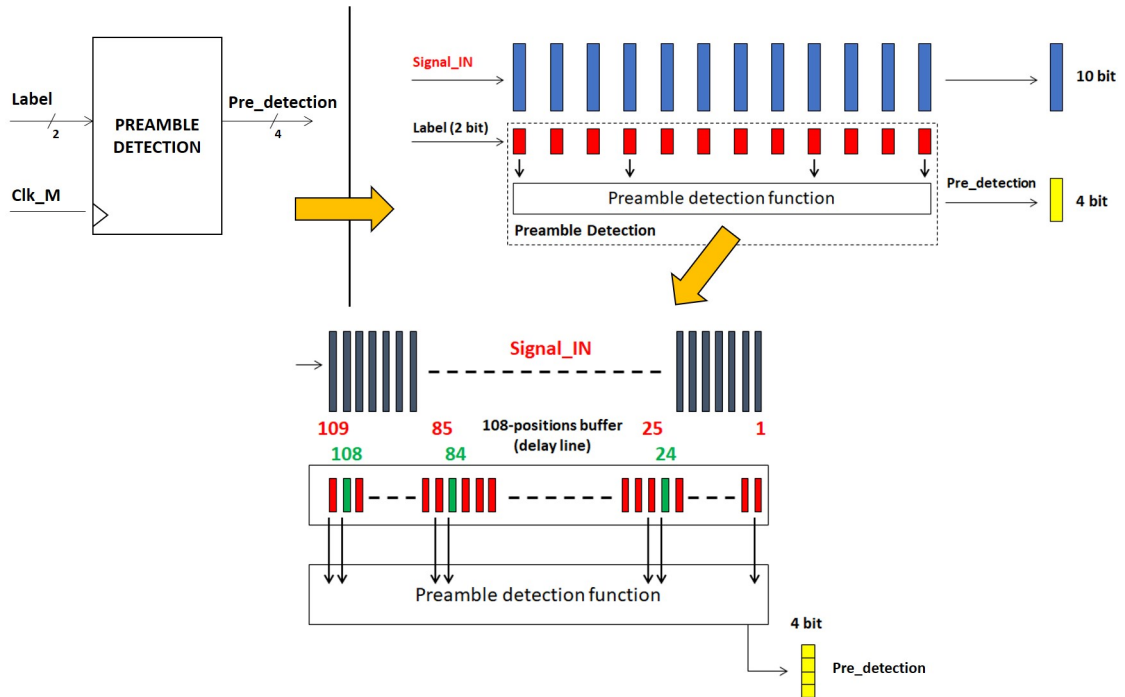 Label
2
Clk_M
PREAMBLE
DETECTION
Pre_detection
4
Signal_IN
10 bit
Label (2 bit)
Preamble detection function
Preamble Detection
Pre_detection
4 bit
Signal_IN
109
85
108-positions buffer
(delay line)
25
1
108
84
24
Preamble detection function
4 bit
Pre_detection